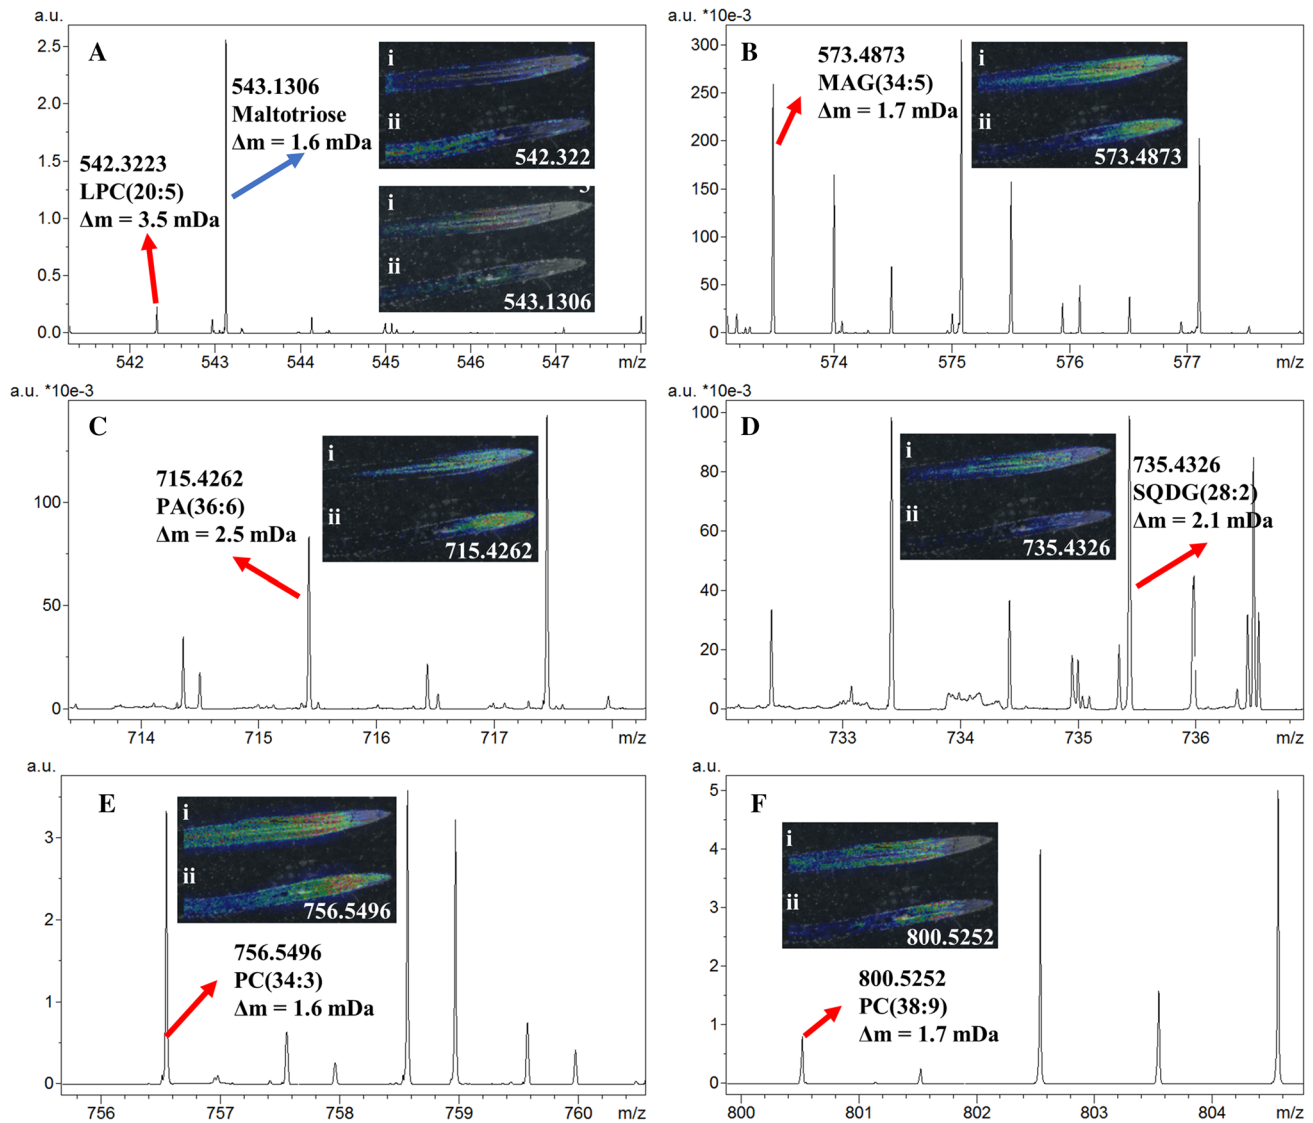 a.u.
A
2.5
2.0
1.5
1.0
0.5
0.0
542
543
544
545
546
547
m/z
542.3223
LPC(20:5)
Δm = 3.5 mDa
543.1306
Maltotriose
Δm = 1.6 mDa
i
ii
542.322
i
ii
543.1306
a.u. *10e-3
B
300
250
200
150
100
50
0
574
575
576
577
m/z
573.4873
MAG(34:5)
Δm = 1.7 mDa
i
ii
573.4873
a.u. *10e-3
C
100
50
0
714
715
716
717
m/z
715.4262
PA(36:6)
Δm = 2.5 mDa
i
ii
715.4262
a.u. *10e-3
D
100
80
60
40
20
0
733
734
735
736
m/z
i
ii
735.4326
735.4326
SQDG(28:2)
Δm = 2.1 mDa
a.u.
E
3
2
1
0
756
757
758
759
760
m/z
i
ii
756.5496
756.5496
PC(34:3)
Δm = 1.6 mDa
a.u.
F
5
4
3
2
1
0
800
801
802
803
804
m/z
i
ii
800.5252
800.5252
PC(38:9)
Δm = 1.7 mDa